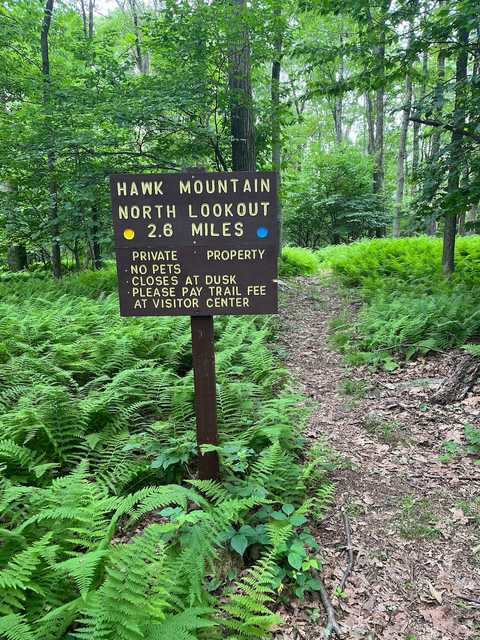 HAWK MOUNTAIN
NORTH LOOKOUT
2.6 MILES
PRIVATE PROPERTY
·NO PETS
·CLOSES AT DUSK
·PLEASE PAY TRAIL FEE
AT VISITOR CENTER